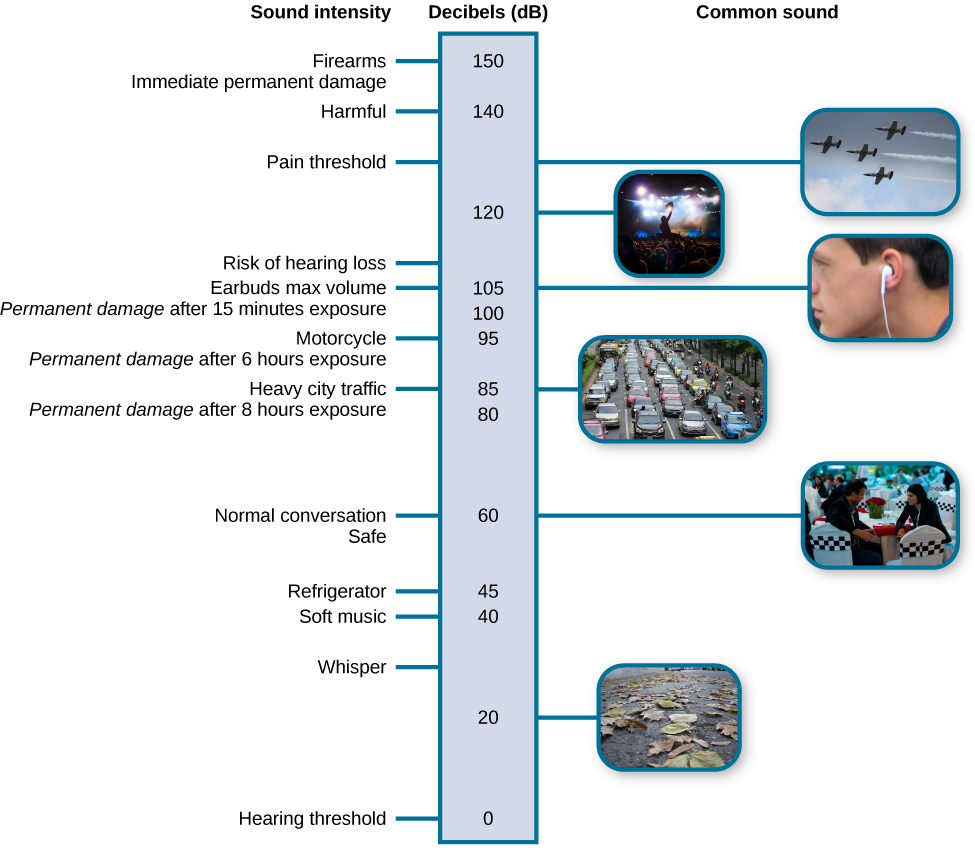 Sound intensity Decibels (dB) Common sound
Firearms 150
Immediate permanent damage
Harmful 140
Pain threshold
120
Risk of hearing loss
Earbuds max volume 105
Permanent damage after 15 minutes exposure 100
Motorcycle 95
Permanent damage after 6 hours exposure
Heavy city traffic 85
Permanent damage after 8 hours exposure 80
Normal conversation 60
Safe
Refrigerator 45
Soft music 40
Whisper
20
Hearing threshold 0